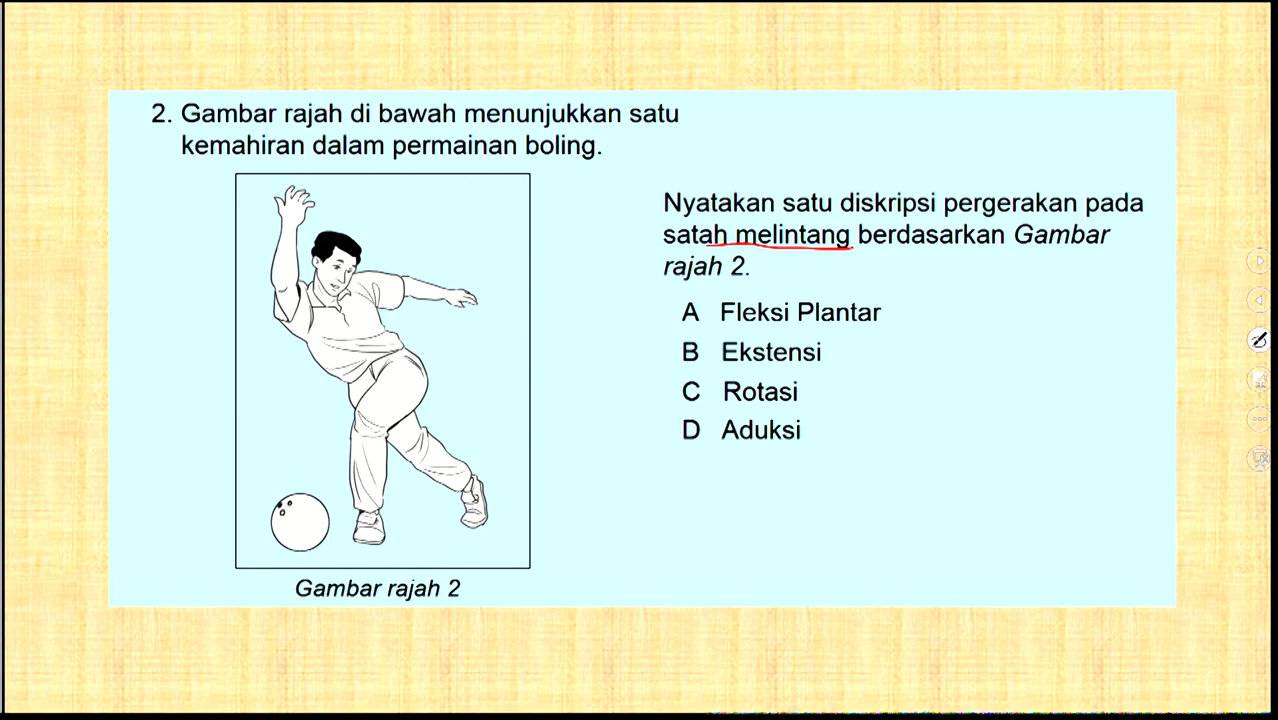 2. Gambar rajah di bawah menunjukkan satu
kemahiran dalam permainan boling.
Gambar rajah 2
Nyatakan satu diskripsi pergerakan pada
satah melintang berdasarkan Gambar
rajah 2.
A Fleksi Plantar
B Ekstensi
C Rotasi
D Aduksi